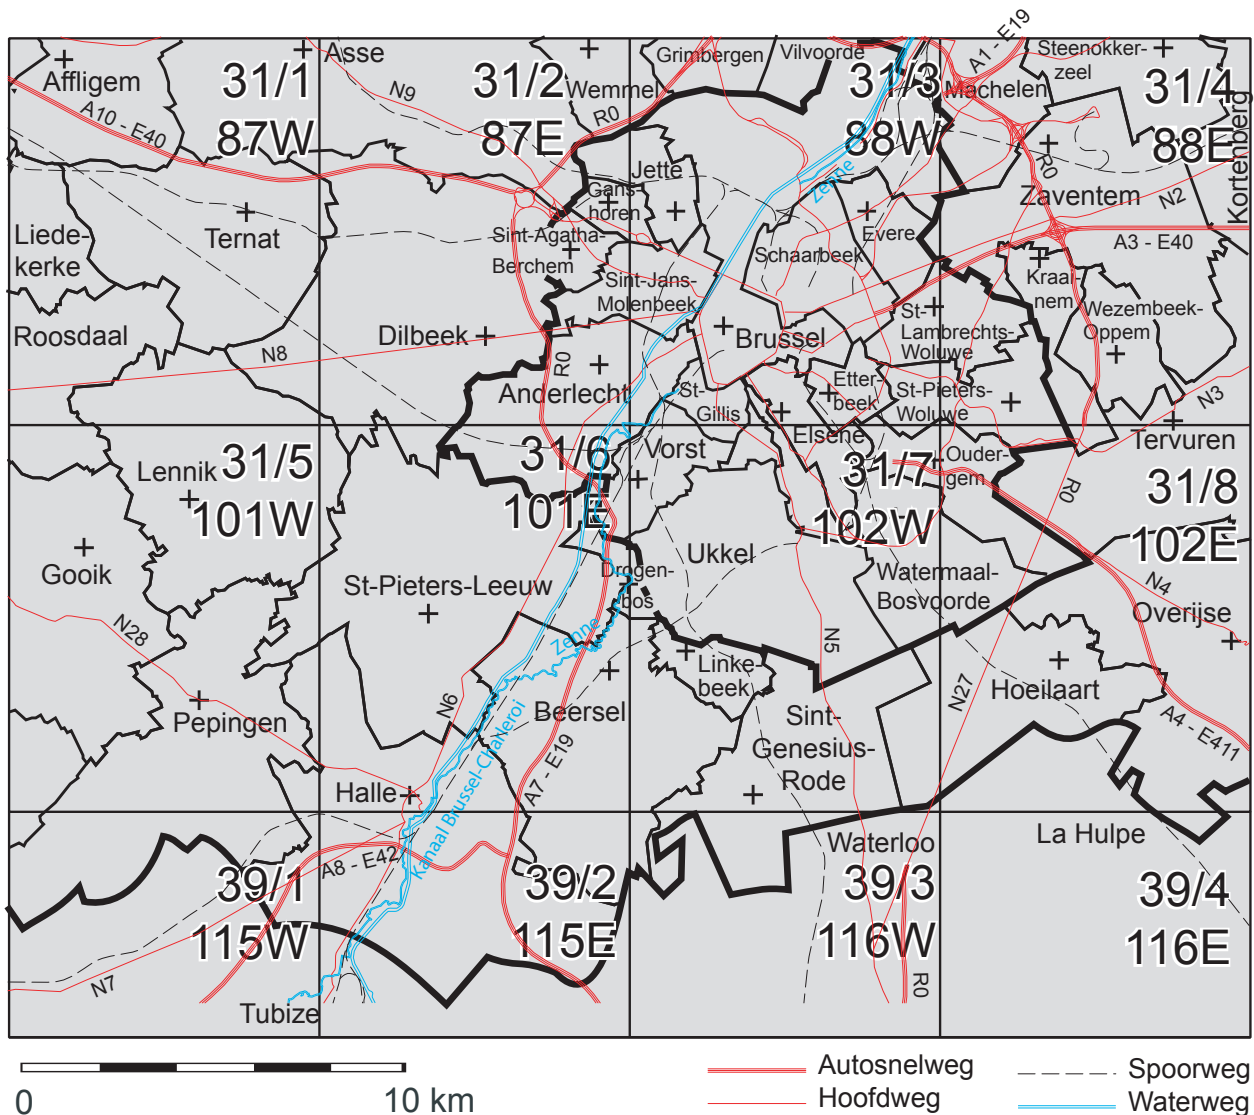 Affligem
Asse
31/1
87W
A10 - E40
N9
31/2
87E
Wemmel
R0
Grimbergen
Vilvoorde
31/3
88W
A1 - E19
Machelen
Steenokker-
zeel
31/4
88E
Kortenberg
Liede-
kerke
Ternat
Jette
Gans-
horen
Sint-Agatha-
Berchem
Zenne
Evere
Schaarbeek
R0
Zaventem
N2
A3 - E40
Roosdaal
N8
Dilbeek
Sint-Jans-
Molenbeek
Anderlecht
R0
Brussel
St-
Lambrechts-
Woluwe
Kraai-
nem
Wezembeek-
Oppem
St-
Gillis
Etter-
beek
St-Pieters-
Woluwe
N3
Elsene
Tervuren
Lennik
31/5
101W
31/6
101E
Vorst
31/7
102W
Ouder-
gem
R0
31/8
102E
Gooik
St-Pieters-Leeuw
Drogen-
bos
Ukkel
Watermaal-
Bosvoorde
N4
Overijse
N28
Zenne
N5
Linke-
beek
N27
Hoeilaart
Pepingen
N6
Beersel
Sint-
Genesius-
Rode
A4 - E411
Halle
Kanaal Brussel-Charleroi
A7 - E19
Waterloo
La Hulpe
A8 - E42
39/1
115W
39/2
115E
39/3
116W
39/4
116E
N7
Tubize
R0
0
10 km
Autosnelweg
Hoofdweg
Spoorweg
Waterweg